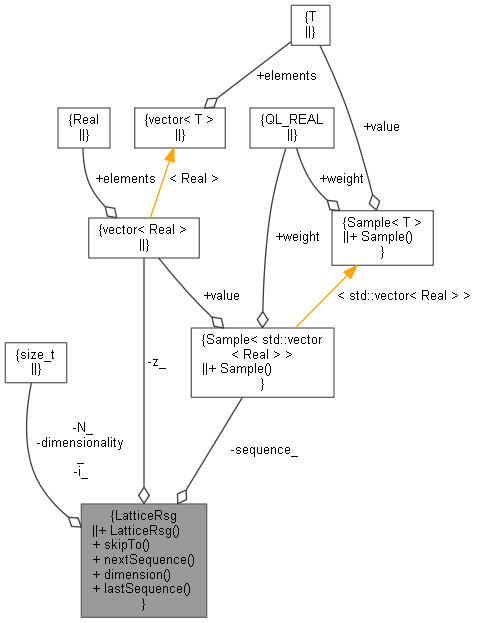 {T
||}
+elements
{Real
||}
{vector< T >
||}
{QL_REAL
||}
+value
+elements
< Real >
+weight
{vector< Real >
||}
{Sample< T >
||+ Sample()
}
+weight
+value
< std::vector< Real > >
{Sample< std::vector
< Real > >
||+ Sample()
}
{size_t
||}
-z_
-N_
-dimensionality
_
-i_
-sequence_
{LatticeRsg
||+ LatticeRsg()
+ skipTo()
+ nextSequence()
+ dimension()
+ lastSequence()
}